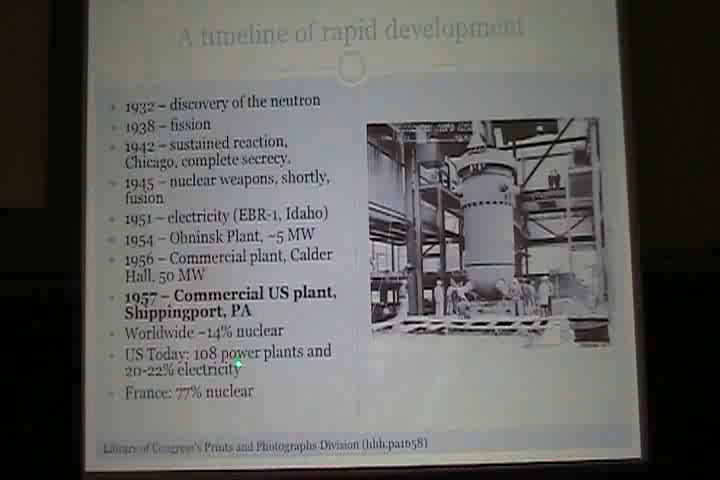 A timeline of rapid development
1932 – discovery of the neutron
1938 – fission
1942 – sustained reaction,
Chicago, complete secrecy.
1945 – nuclear weapons, shortly,
fusion
1951 – electricity (EBR-1, Idaho)
1954 – Obninsk Plant, ~5 MW
1956 – Commercial plant, Calder
Hall, 50 MW
1957 – Commercial US plant,
Shippingport, PA
Worldwide ~14% nuclear
US Today: 108 power plants and
20-22% electricity
France: 77% nuclear
Library of Congress's Prints and Photographs Division (hhh.pa1658)